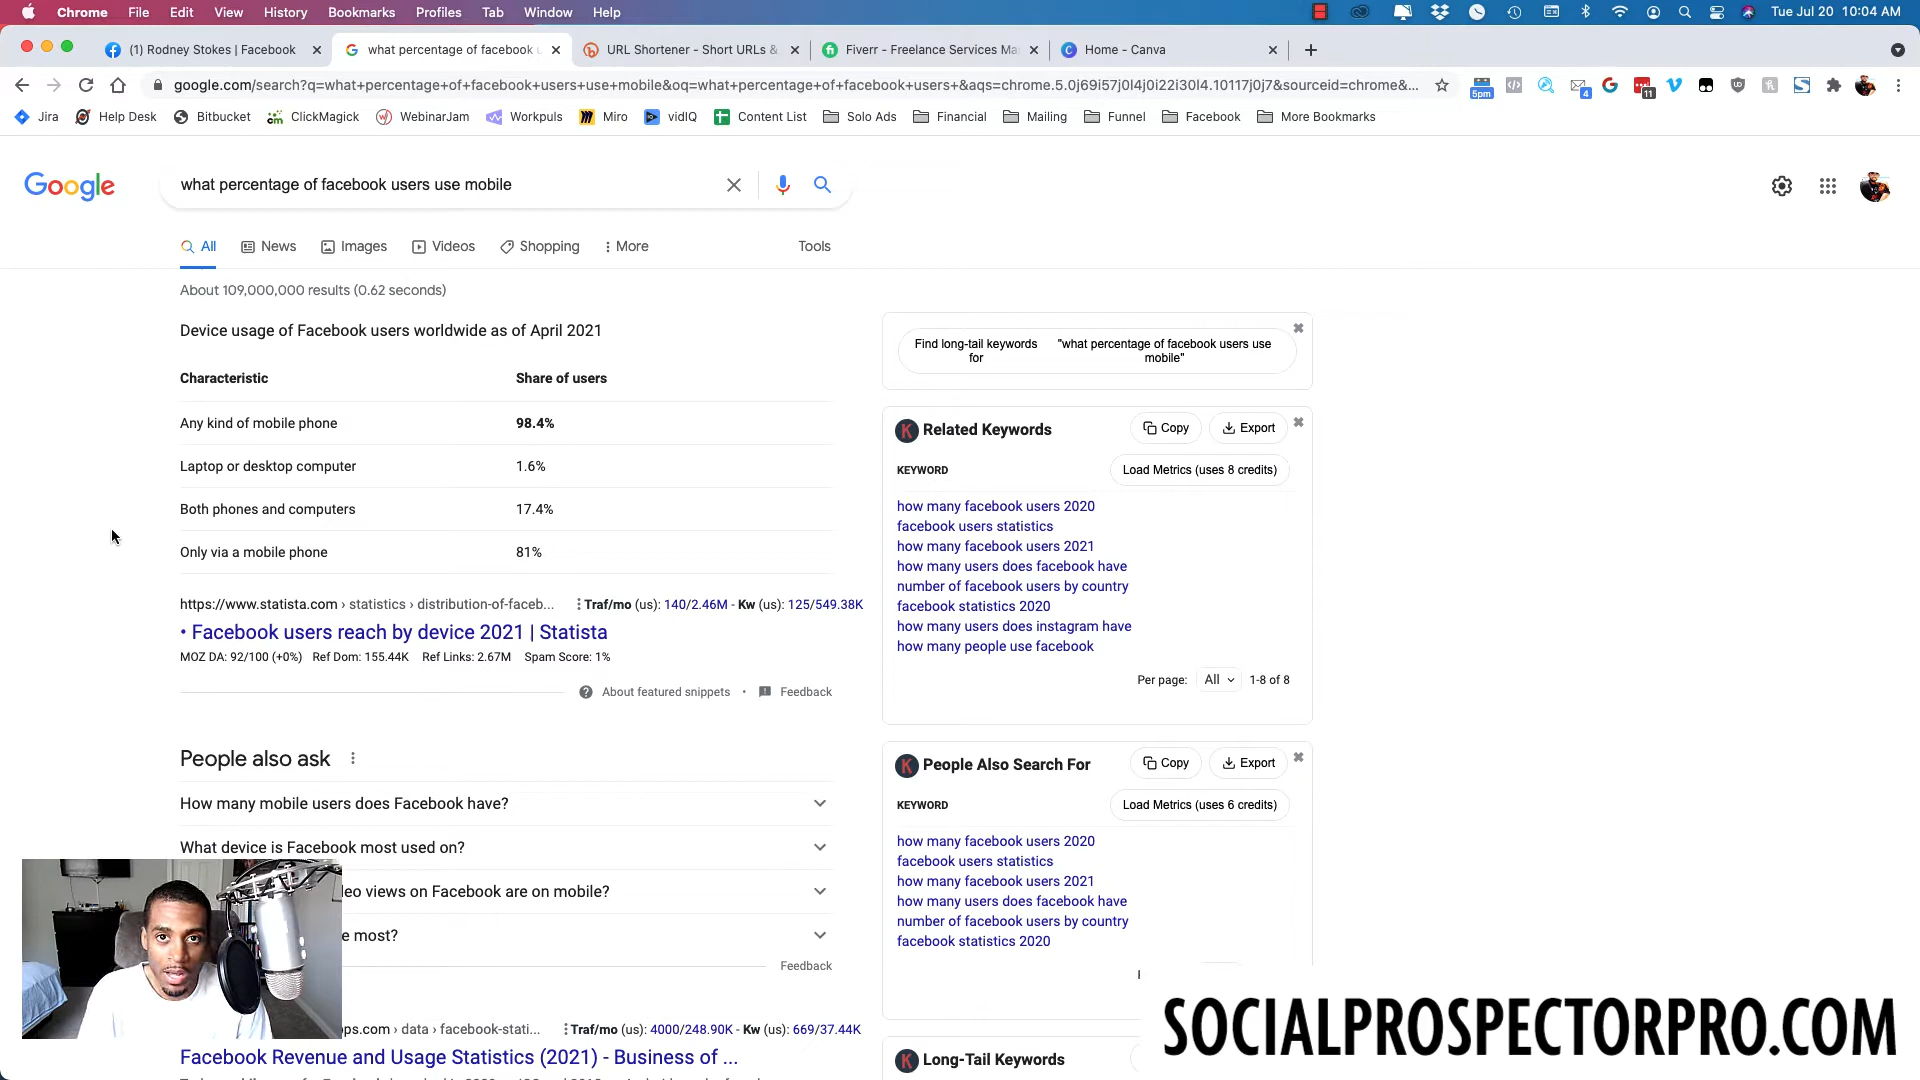 Chrome File Edit View History Bookmarks Profiles Tab Window Help Tue Jul 20 10:04 AM
(1) Rodney Stokes | Facebook what percentage of facebook u URL Shortener - Short URLs & Fiverr - Freelance Services Ma Home - Canva
google.com/search?q=what+percentage+of+facebook+users+use+mobile&oq=what+percentage+of+facebook+users+&aqs=chrome.5.0j69i57j0l4j0i22i30l4.10117j0j7&sourceid=chrome&... 5pm 4 11
Jira Help Desk Bitbucket ClickMagick WebinarJam Workpuls Miro vidIQ Content List Solo Ads Financial Mailing Funnel Facebook More Bookmarks
Google what percentage of facebook users use mobile
All News Images Videos Shopping More Tools
About 109,000,000 results (0.62 seconds)
Device usage of Facebook users worldwide as of April 2021
Characteristic Share of users
Any kind of mobile phone 98.4%
Laptop or desktop computer 1.6%
Both phones and computers 17.4%
Only via a mobile phone 81%
https://www.statista.com › statistics › distribution-of-faceb... Traf/mo (us): 140/2.46M - Kw (us): 125/549.38K
• Facebook users reach by device 2021 | Statista
MOZ DA: 92/100 (+0%) Ref Dom: 155.44K Ref Links: 2.67M Spam Score: 1%
About featured snippets • Feedback
People also ask
How many mobile users does Facebook have?
What device is Facebook most used on?
eo views on Facebook are on mobile?
e most?
Feedback
ps.com › data › facebook-stati... Traf/mo (us): 4000/248.90K - Kw (us): 669/37.44K
Facebook Revenue and Usage Statistics (2021) - Business of ...
Find long-tail keywords for "what percentage of facebook users use mobile"
Related Keywords Copy Export
KEYWORD Load Metrics (uses 8 credits)
how many facebook users 2020
facebook users statistics
how many facebook users 2021
how many users does facebook have
number of facebook users by country
facebook statistics 2020
how many users does instagram have
how many people use facebook
Per page: All 1-8 of 8
People Also Search For Copy Export
KEYWORD Load Metrics (uses 6 credits)
how many facebook users 2020
facebook users statistics
how many facebook users 2021
how many users does facebook have
number of facebook users by country
facebook statistics 2020
Long-Tail Keywords
SOCIALPROSPECTORPRO.COM